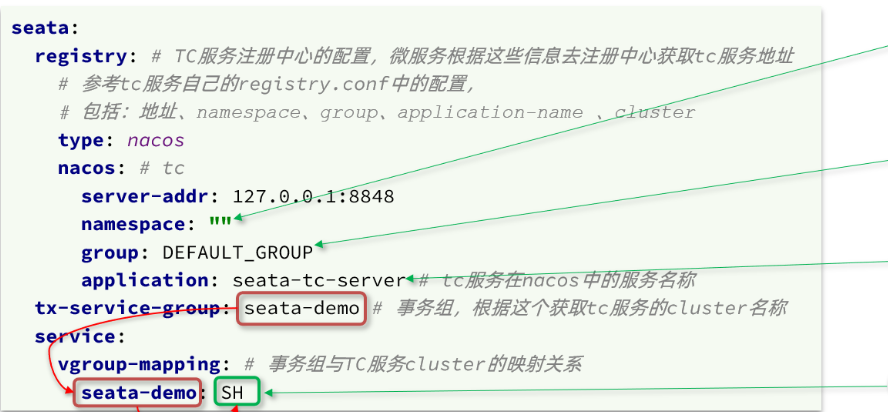 seata:
registry: # TC服务注册中心的配置，微服务根据这些信息去注册中心获取tc服务地址
# 参考tc服务自己的registry.conf中的配置，
# 包括：地址、namespace、group、application-name 、cluster
type: nacos
nacos: # tc
server-addr: 127.0.0.1:8848
namespace: ""
group: DEFAULT_GROUP
application: seata-tc-server # tc服务在nacos中的服务名称
tx-service-group: seata-demo # 事务组，根据这个获取tc服务的cluster名称
service:
vgroup-mapping: # 事务组与TC服务cluster的映射关系
seata-demo: SH